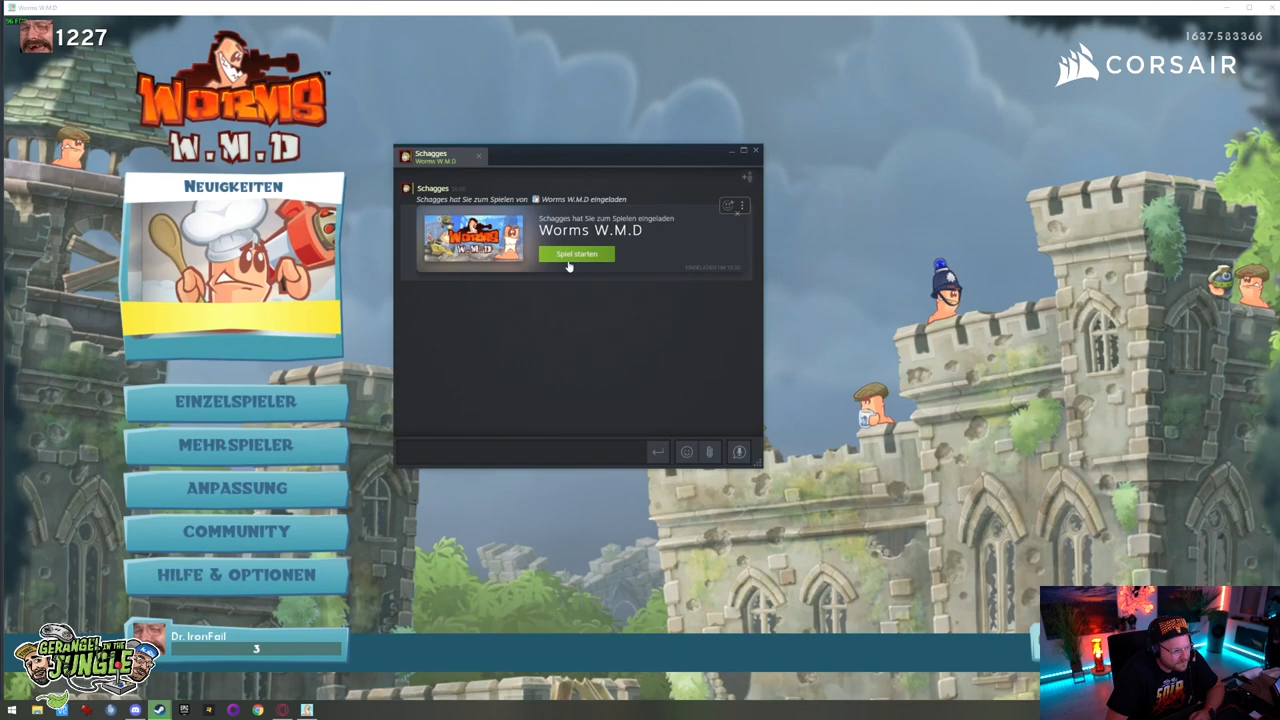 Worms W.M.D
1227
1637.583366
CORSAIR
WORMS
W.M.D
NEUIGKEITEN
EINZELSPIELER
MEHRSPIELER
ANPASSUNG
COMMUNITY
HILFE & OPTIONEN
Dr. IronFail
3
GERANGEL IN THE
JUNGLE
Schagges
Worms W.M.D
Schagges
Schagges hat Sie zum Spielen von Worms W.M.D eingeladen
Schagges hat Sie zum Spielen eingeladen
Worms W.M.D
Spiel starten